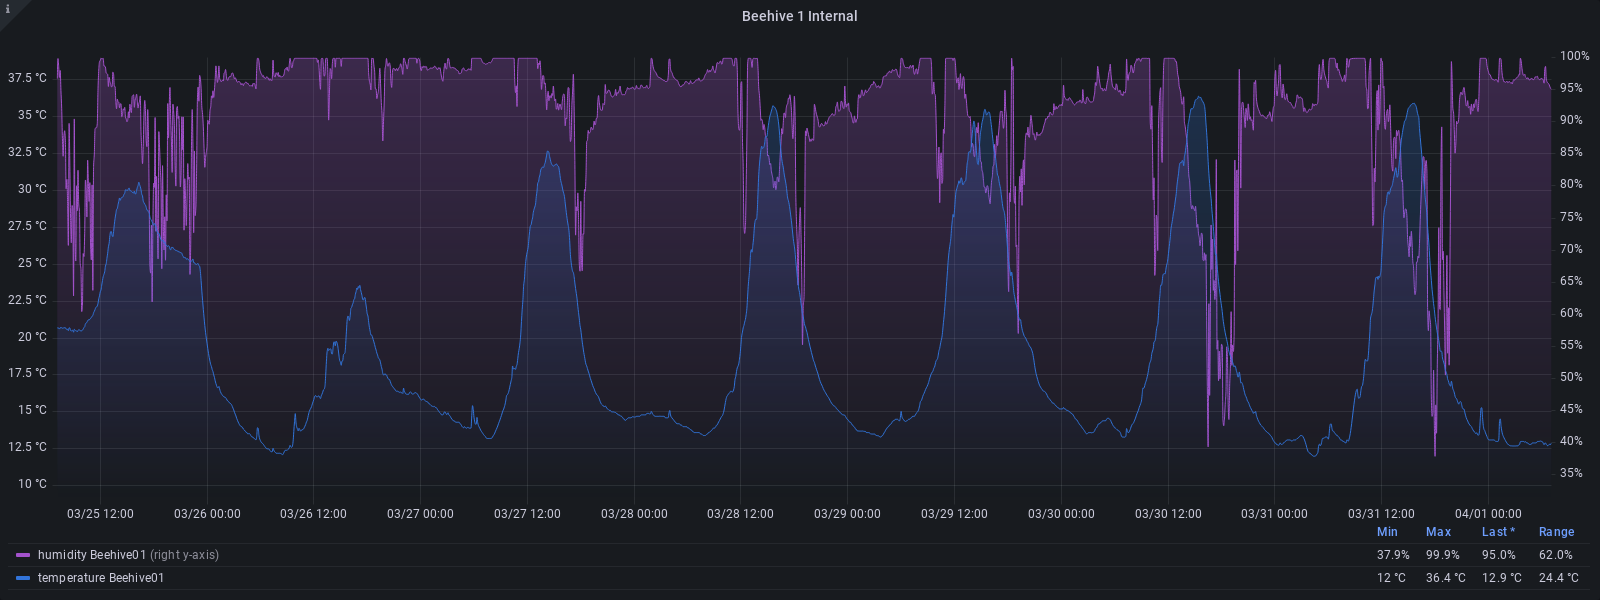 i
Beehive 1 Internal
37.5 °C
35 °C
32.5 °C
30 °C
27.5 °C
25 °C
22.5 °C
20 °C
17.5 °C
15 °C
12.5 °C
10 °C
100%
95%
90%
85%
80%
75%
70%
65%
60%
55%
50%
45%
40%
35%
03/25 12:00 03/26 00:00 03/26 12:00 03/27 00:00 03/27 12:00 03/28 00:00 03/28 12:00 03/29 00:00 03/29 12:00 03/30 00:00 03/30 12:00 03/31 00:00 03/31 12:00 04/01 00:00
Min Max Last * Range
humidity Beehive01 (right y-axis) 37.9% 99.9% 95.0% 62.0%
temperature Beehive01 12 °C 36.4 °C 12.9 °C 24.4 °C